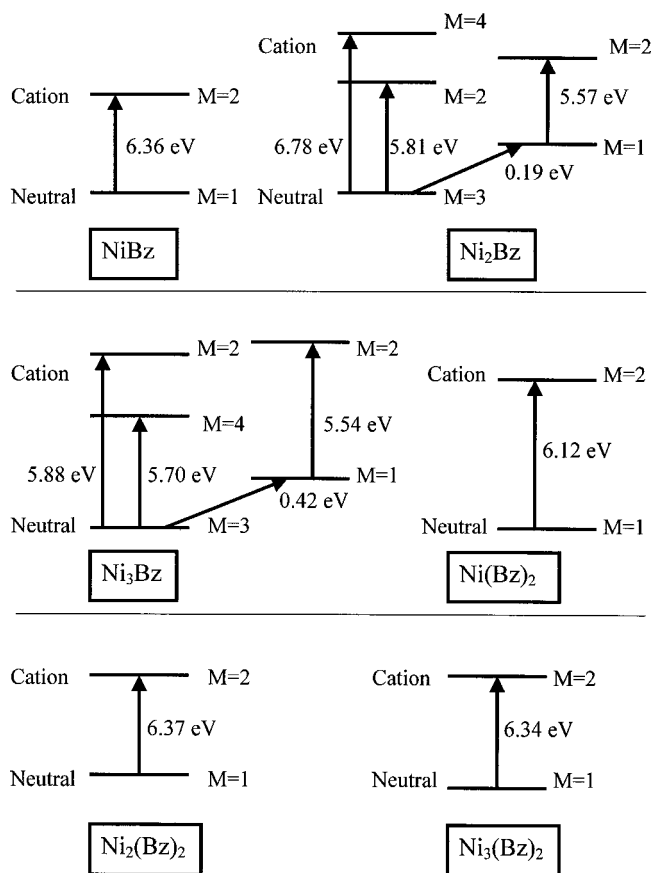 M=4
Cation
M=2
Cation
M=2
M=2
6.36 eV
6.78 eV
5.81 eV
5.57 eV
M=1
0.19 eV
Neutral
M=1
Neutral
M=3
NiBz
Ni₂Bz
M=2
M=2
Cation
Cation
M=2
M=4
5.54 eV
5.88 eV
5.70 eV
6.12 eV
M=1
0.42 eV
Neutral
M=3
Neutral
M=1
Ni₃Bz
Ni(Bz)₂
Cation
M=2
Cation
M=2
6.37 eV
6.34 eV
Neutral
M=1
Neutral
M=1
Ni₂(Bz)₂
Ni₃(Bz)₂